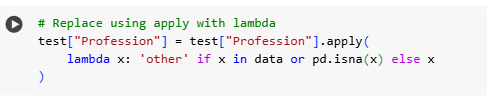 # Replace using apply with lambda
test["Profession"] = test["Profession"].apply(
    lambda x: 'other' if x in data or pd.isna(x) else x
)